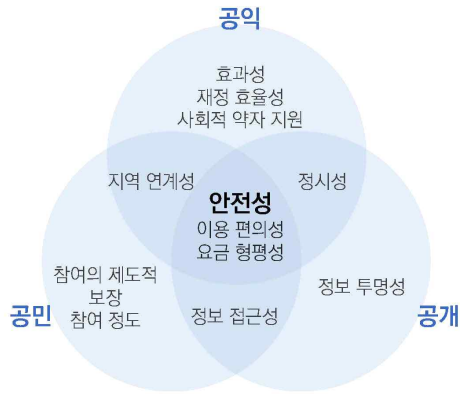 공익
효과성
재정 효율성
사회적 약자 지원
지역 연계성
정시성
안전성
이용 편의성
요금 형평성
참여의 제도적
보장
참여 정도
정보 접근성
정보 투명성
공민
공개